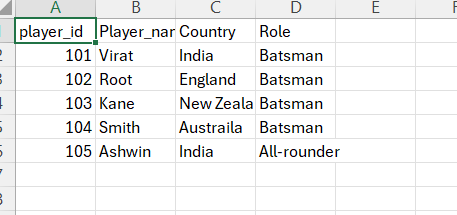 A B C D E
player_id Player_nar Country Role
2 101 Virat India Batsman
102 Root England Batsman
103 Kane New Zeala Batsman
104 Smith Austraila Batsman
105 Ashwin India All-rounder